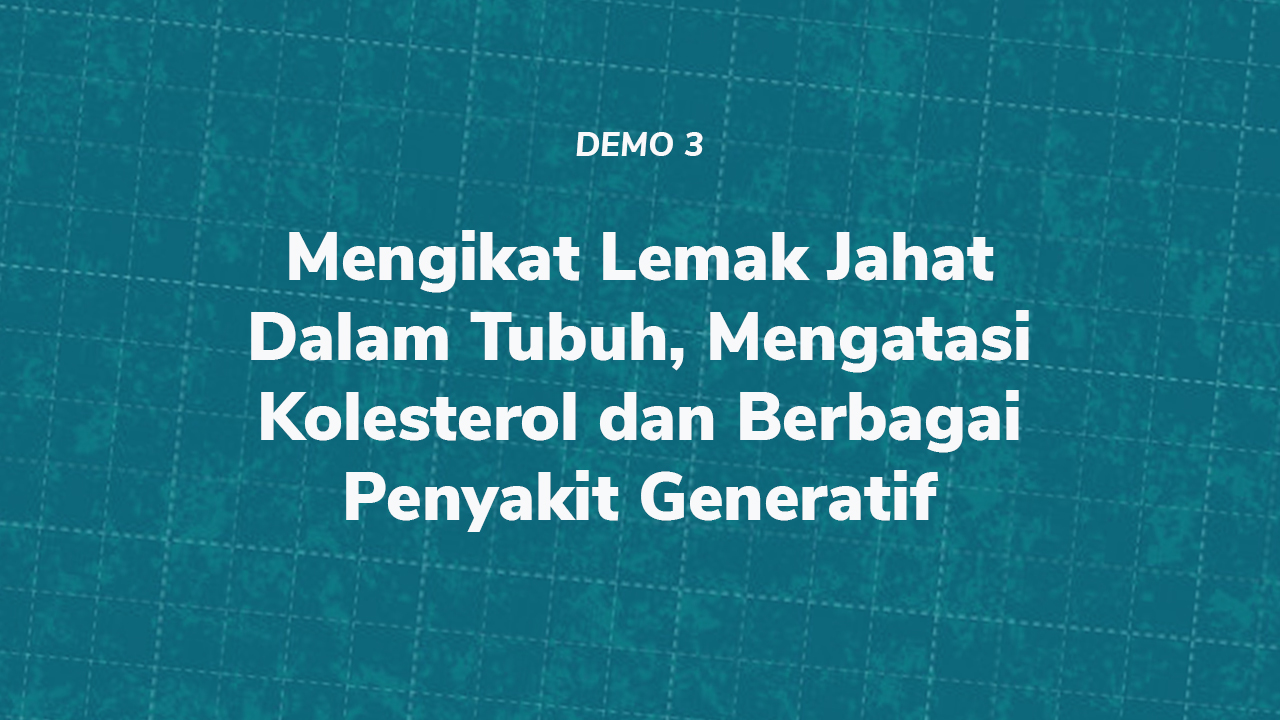 DEMO 3
Mengikat Lemak Jahat
Dalam Tubuh, Mengatasi
Kolesterol dan Berbagai
Penyakit Generatif